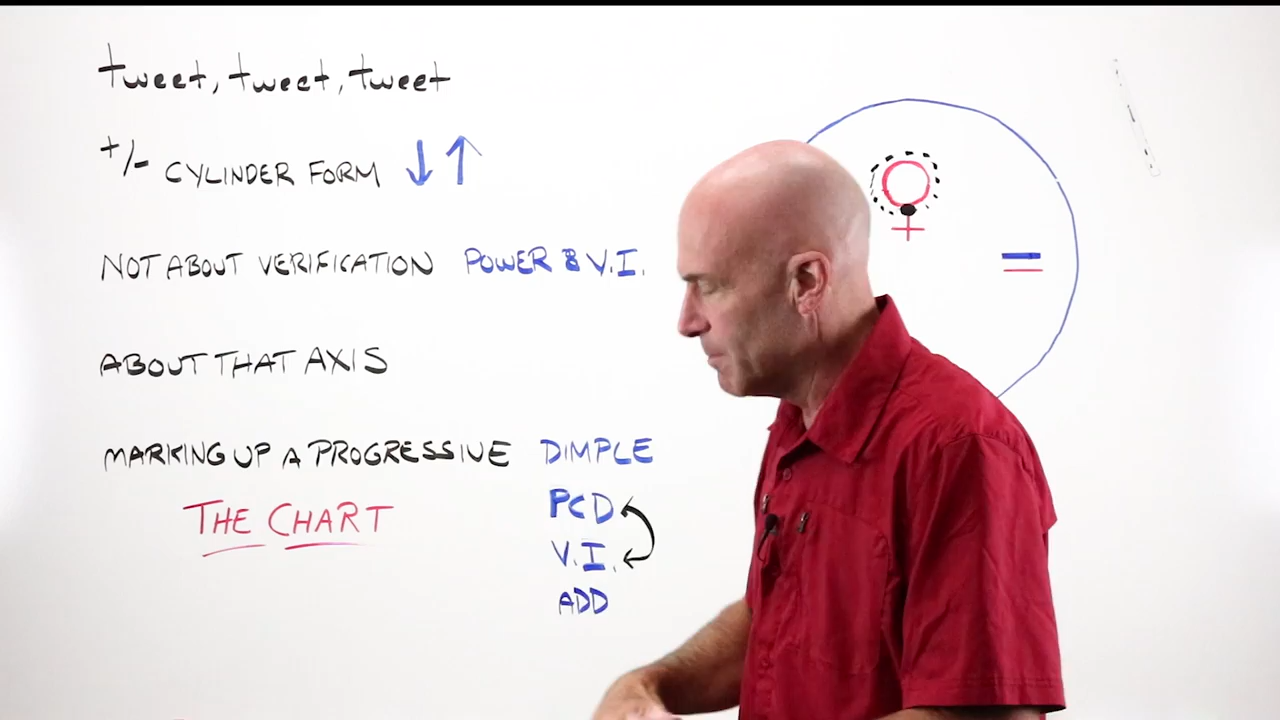 tweet, tweet, tweet
+/- CYLINDER FORM ↓ ↑
NOT ABOUT VERIFICATION POWER & V.I.
ABOUT THAT AXIS
MARKING UP A PROGRESSIVE DIMPLE
THE CHART PCD
V.I.
ADD